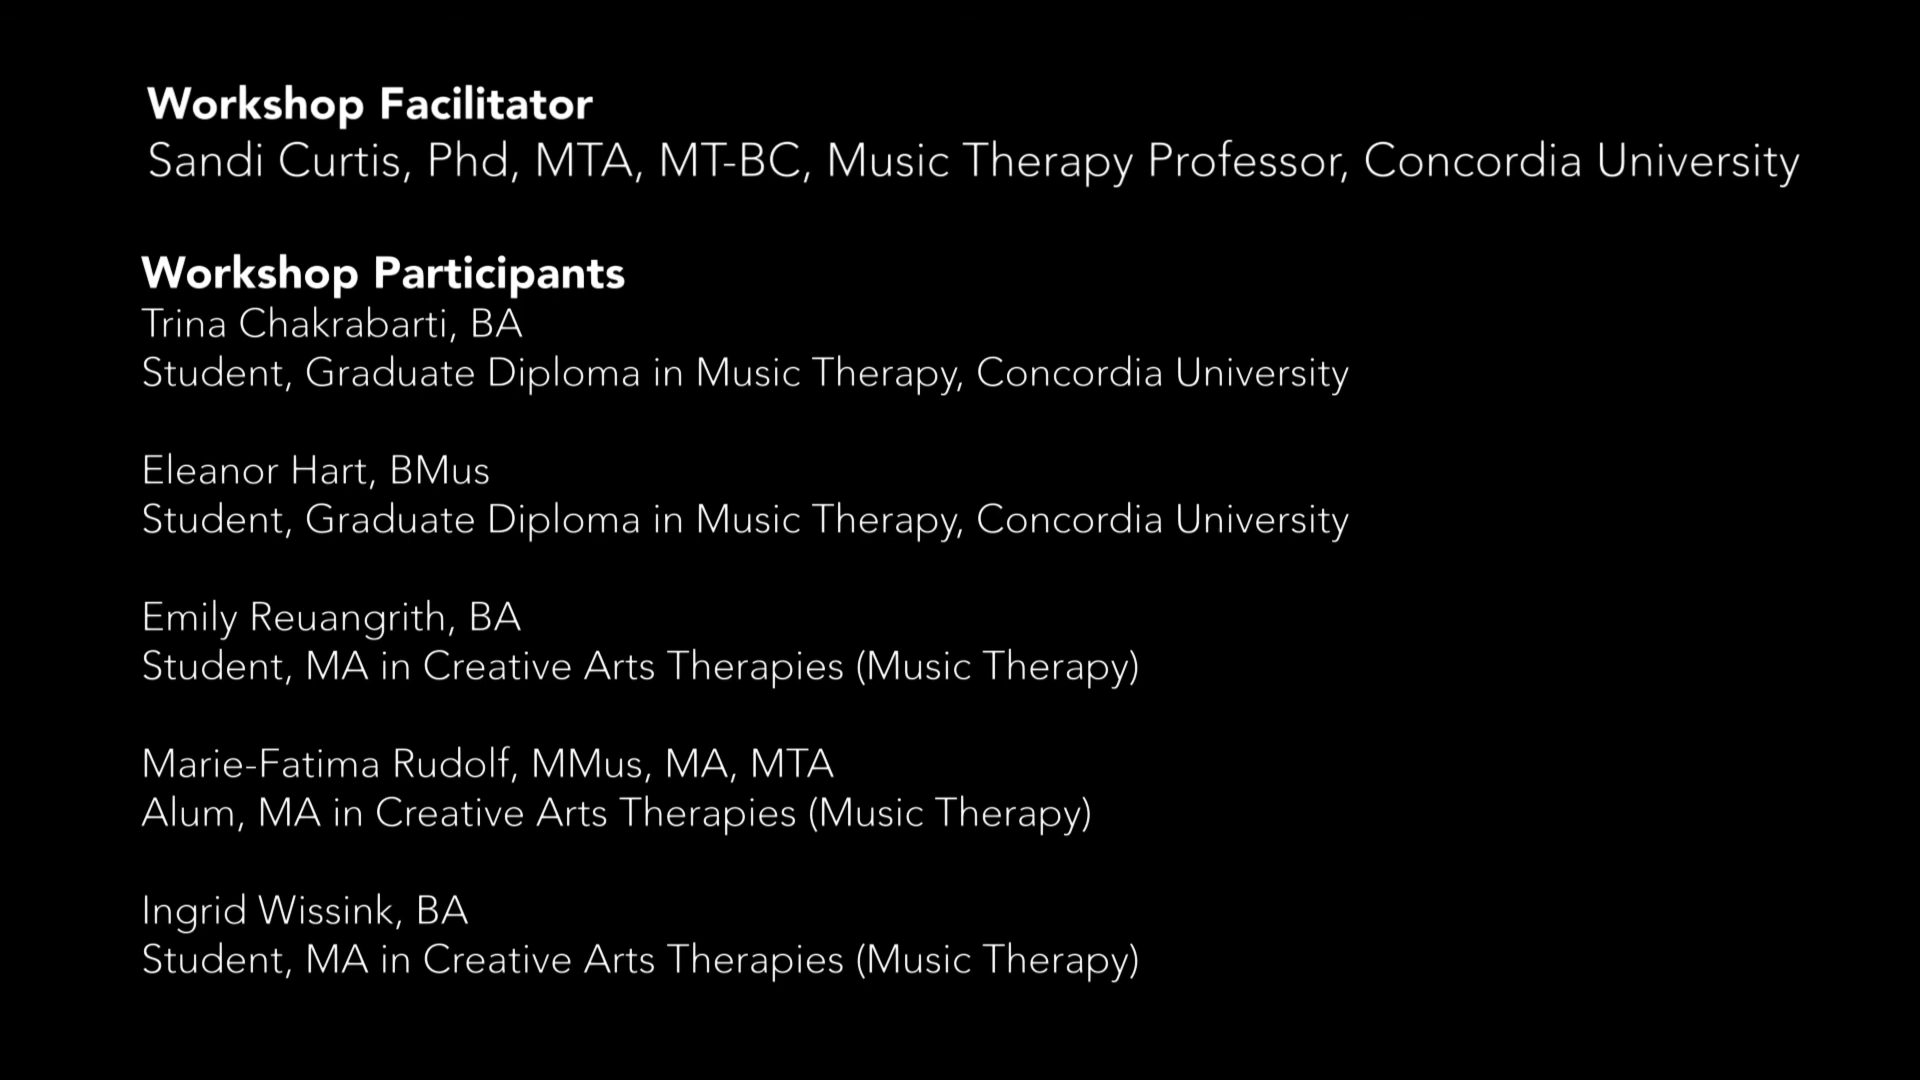 Workshop Facilitator
Sandi Curtis, Phd, MTA, MT-BC, Music Therapy Professor, Concordia University
Workshop Participants
Trina Chakrabarti, BA
Student, Graduate Diploma in Music Therapy, Concordia University
Eleanor Hart, BMus
Student, Graduate Diploma in Music Therapy, Concordia University
Emily Reuangrith, BA
Student, MA in Creative Arts Therapies (Music Therapy)
Marie-Fatima Rudolf, MMus, MA, MTA
Alum, MA in Creative Arts Therapies (Music Therapy)
Ingrid Wissink, BA
Student, MA in Creative Arts Therapies (Music Therapy)